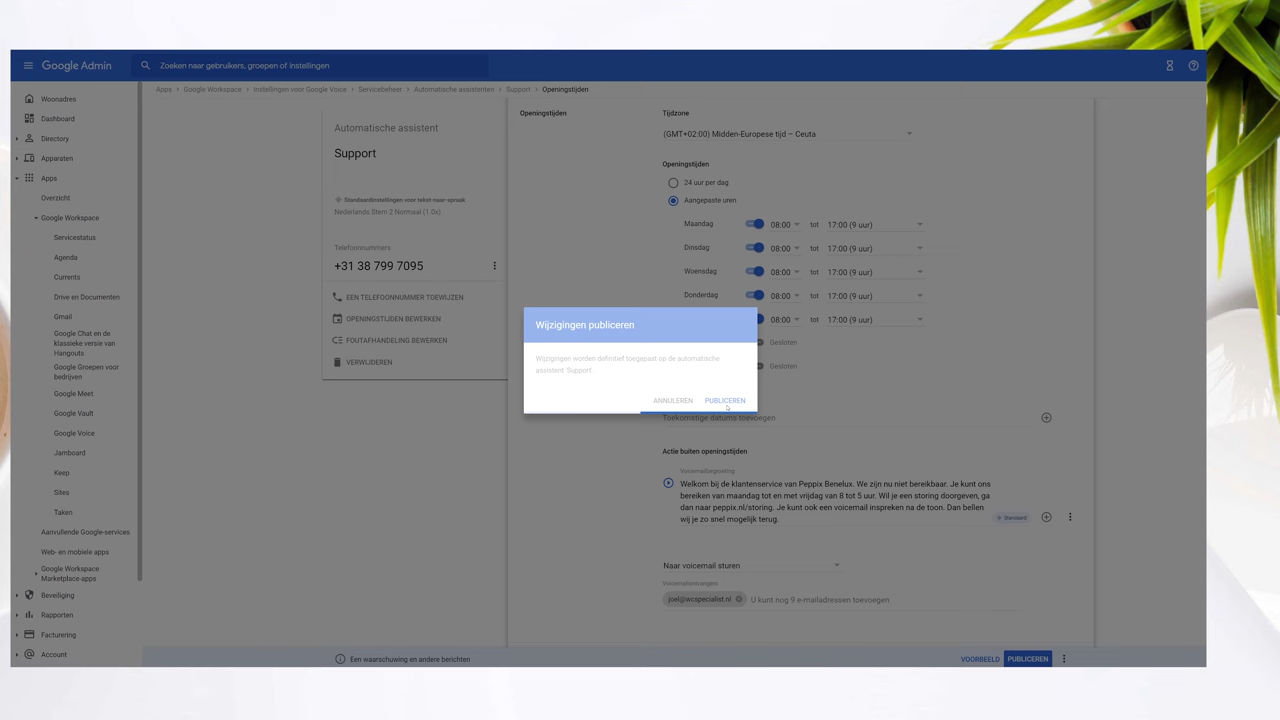 Google Admin
Zoeken naar gebruikers, groepen of instellingen
Apps > Google Workspace > Instellingen voor Google Voice > Servicebeheer > Automatische assistenten > Support > Openingstijden
Woonadres
Dashboard
Directory
Apparaten
Apps
Overzicht
Google Workspace
Servicestatus
Agenda
Currents
Drive en Documenten
Gmail
Google Chat en de
klassieke versie van
Hangouts
Google Groepen voor
bedrijven
Google Meet
Google Vault
Google Voice
Jamboard
Keep
Sites
Taken
Aanvullende Google-services
Web- en mobiele apps
Google Workspace
Marketplace-apps
Beveiliging
Rapporten
Facturering
Account
Automatische assistent
Support
Standaardinstellingen voor tekst-naar-spraak
Nederlands Stem 2 Normaal (1.0x)
Telefoonnummers
+31 38 799 7095
EEN TELEFOONNUMMER TOEWIJZEN
OPENINGSTIJDEN BEWERKEN
FOUTAFHANDELING BEWERKEN
VERWIJDEREN
Openingstijden
Tijdzone
(GMT+02:00) Midden-Europese tijd – Ceuta
Openingstijden
24 uur per dag
Aangepaste uren
Maandag 08:00 tot 17:00 (9 uur)
Dinsdag 08:00 tot 17:00 (9 uur)
Woensdag 08:00 tot 17:00 (9 uur)
Donderdag 08:00 tot 17:00 (9 uur)
08:00 tot 17:00 (9 uur)
Gesloten
Gesloten
Wijzigingen publiceren
Wijzigingen worden definitief toegepast op de automatische
assistent 'Support'.
ANNULEREN PUBLICEREN
Toekomstige datums toevoegen
Actie buiten openingstijden
Voicemailbegroeting
Welkom bij de klantenservice van Peppix Benelux. We zijn nu niet bereikbaar. Je kunt ons
bereiken van maandag tot en met vrijdag van 8 tot 5 uur. Wil je een storing doorgeven, ga
dan naar peppix.nl/storing. Je kunt ook een voicemail inspreken na de toon. Dan bellen
wij je zo snel mogelijk terug.
Standaard
Naar voicemail sturen
Voicemailontvangers
joel@wcspecialist.nl U kunt nog 9 e-mailadressen toevoegen
Een waarschuwing en andere berichten
VOORBEELD PUBLICEREN